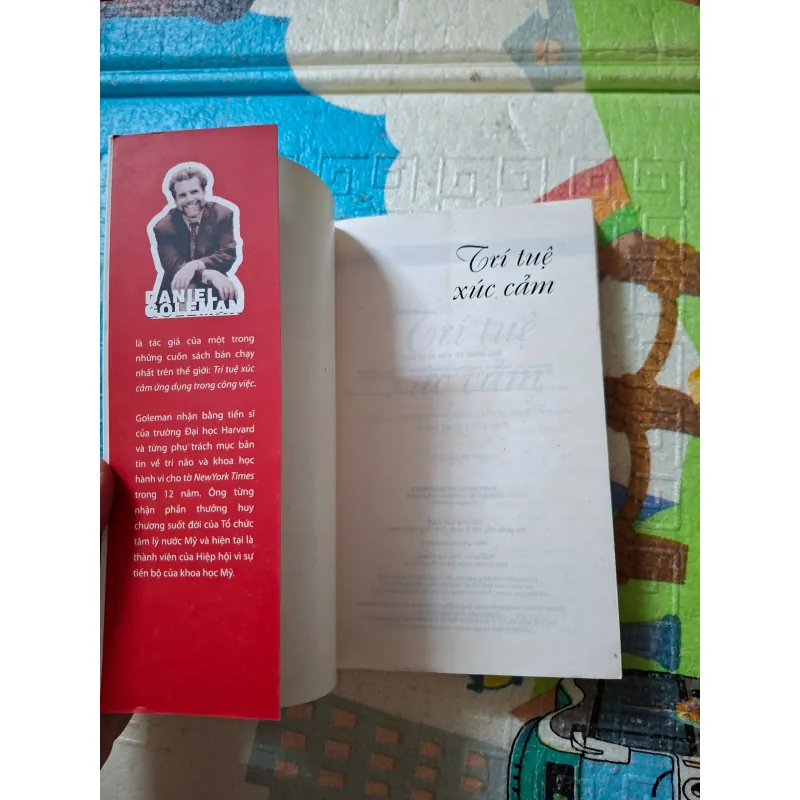 DANIEL
GOLEMAN
là tác giả của một trong
những cuốn sách bán chạy
nhất trên thế giới: Trí tuệ xúc
cảm ứng dụng trong công việc.
Goleman nhận bằng tiến sĩ
của trường Đại học Harvard
và từng phụ trách mục bản
tin về trí não và khoa học
hành vi cho tờ NewYork Times
trong 12 năm. Ông từng
nhận phần thưởng huy
chương suốt đời của Tổ chức
tâm lý nước Mỹ và hiện tại là
thành viên của Hiệp hội vì sự
tiến bộ của khoa học Mỹ.
Trí tuệ
xúc cảm